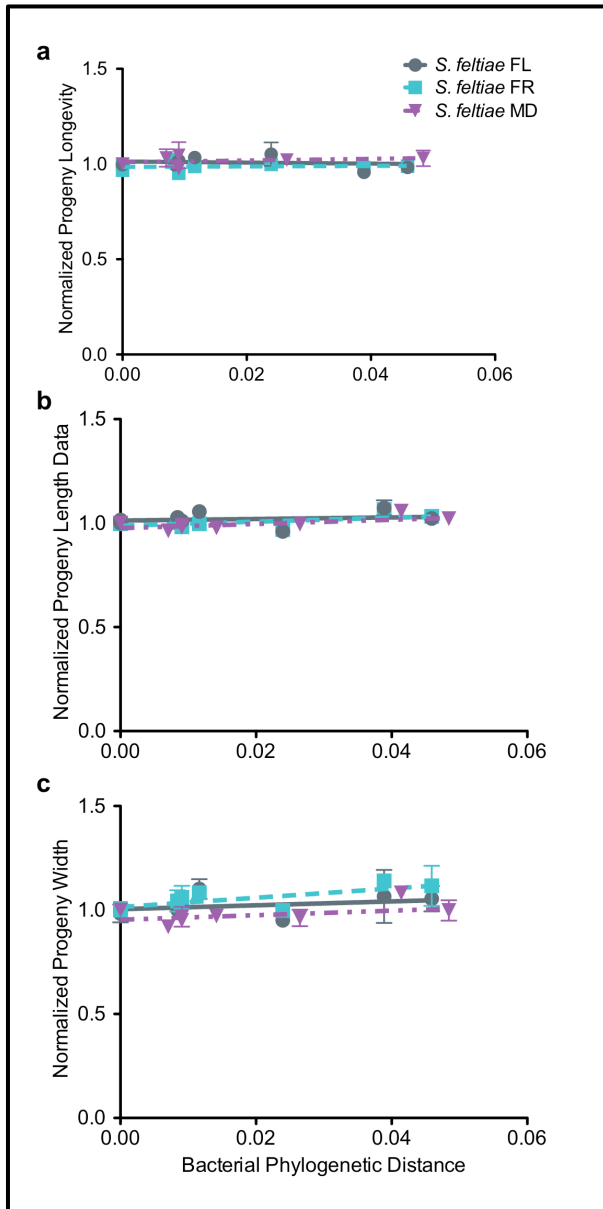 a
1.5
S. feltiae FL
S. feltiae FR
S. feltiae MD
Normalized Progeny Longevity
1.0
0.5
0.0
0.00 0.02 0.04 0.06
b
1.5
Normalized Progeny Length Data
1.0
0.5
0.0
0.00 0.02 0.04 0.06
c
1.5
Normalized Progeny Width
1.0
0.5
0.0
0.00 0.02 0.04 0.06
Bacterial Phylogenetic Distance